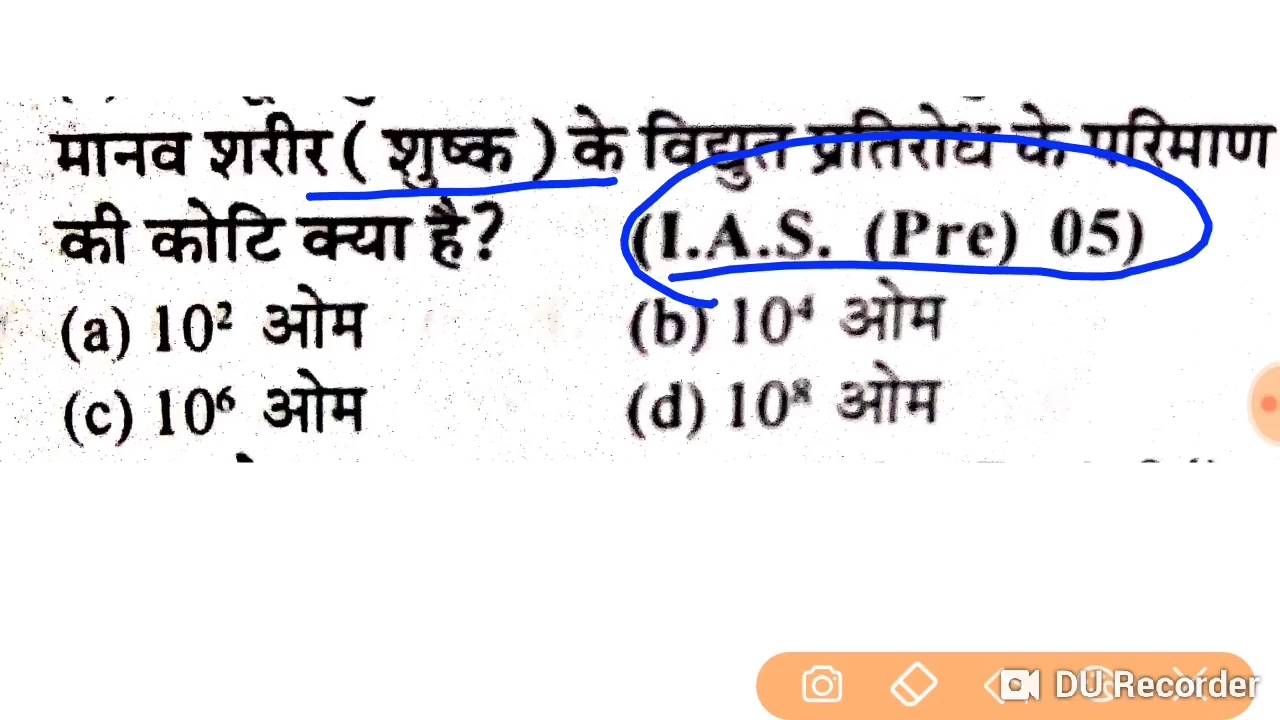 मानव शरीर ( शुष्क ) के विद्युत प्रतिरोध के परिमाण
की कोटि क्या है? (I.A.S. (Pre) 05)
(a) 10² ओम (b) 10⁴ ओम
(c) 10⁶ ओम (d) 10⁸ ओम
DU Recorder